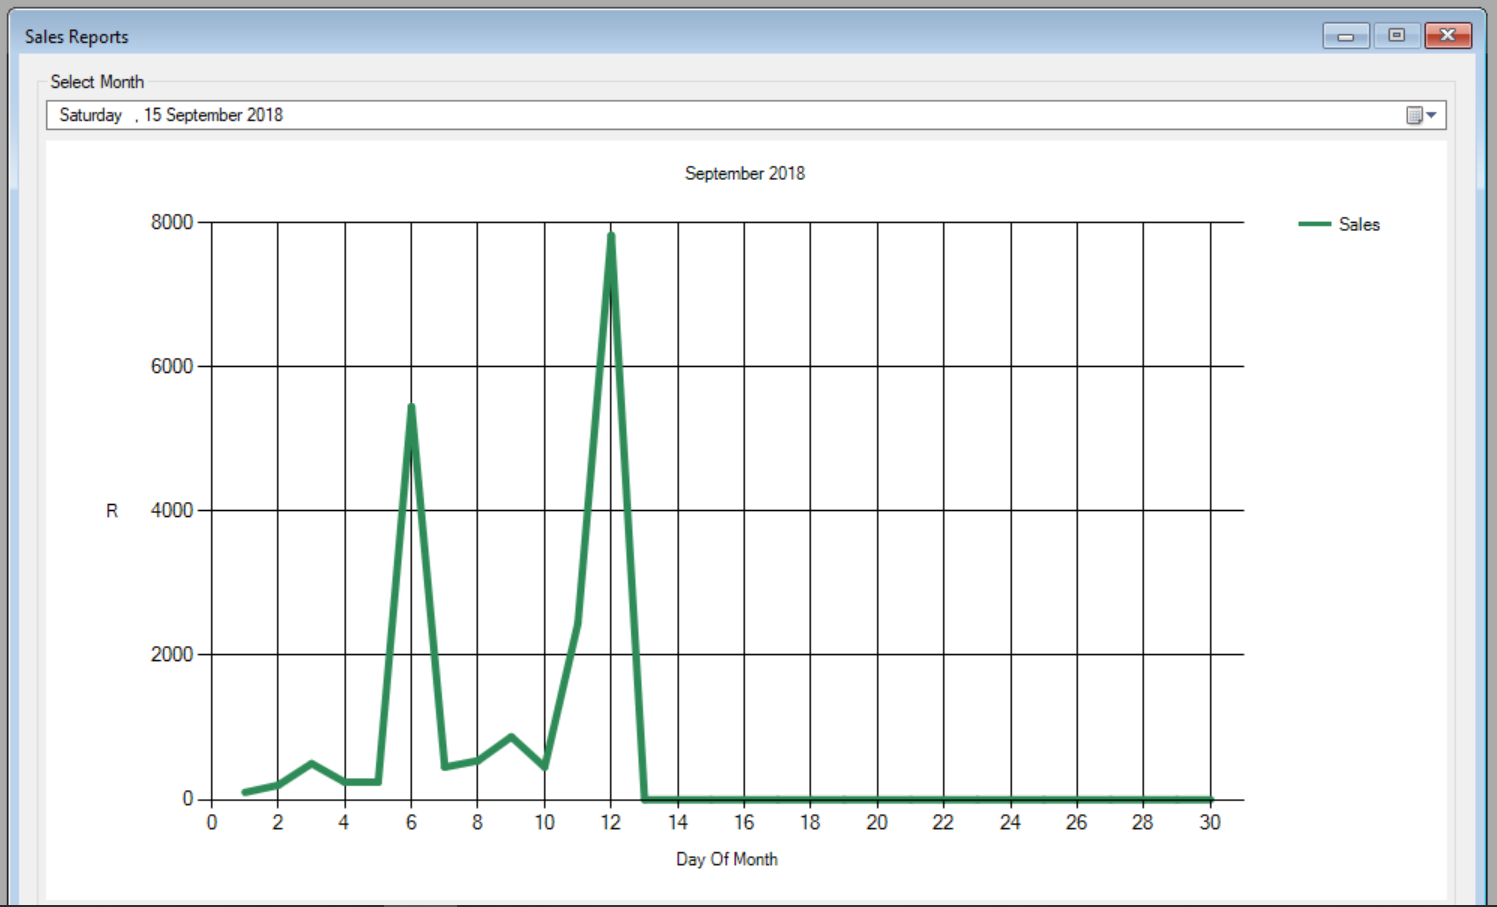 Sales Reports
Select Month
Saturday , 15 September 2018
September 2018
8000
Sales
6000
R 4000
2000
0
0 2 4 6 8 10 12 14 16 18 20 22 24 26 28 30
Day Of Month